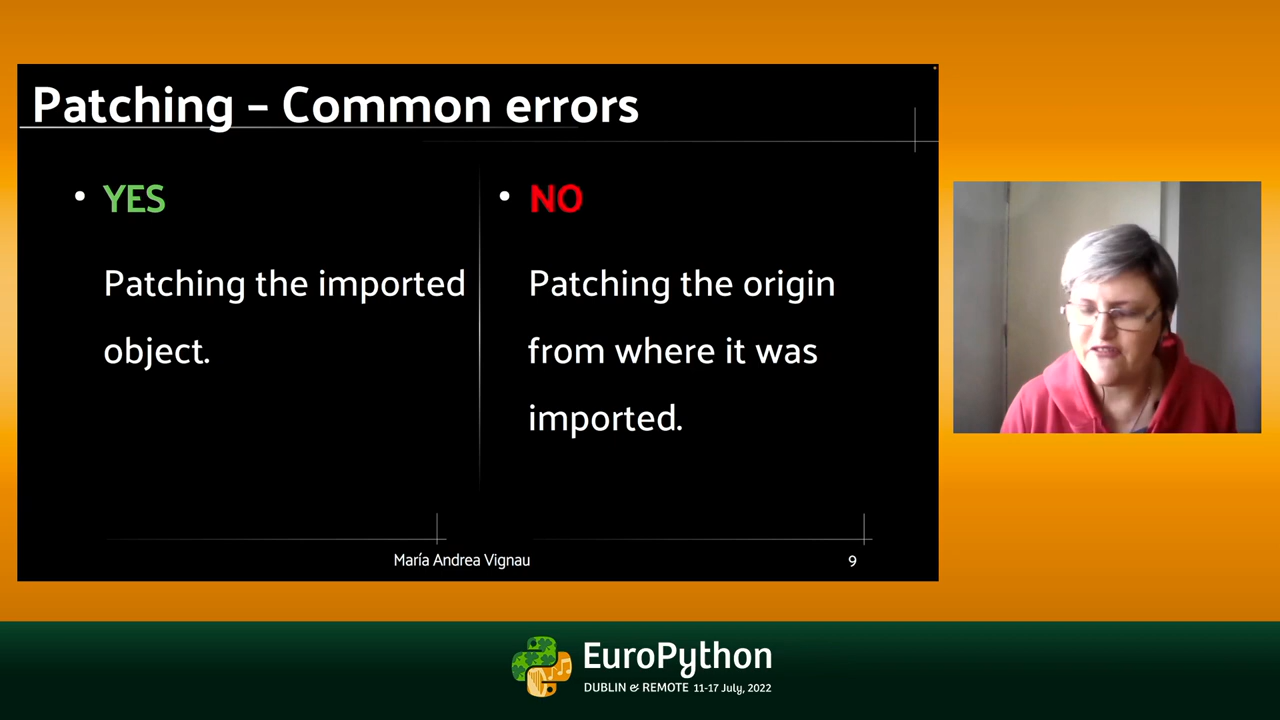 Patching – Common errors
• YES
Patching the imported
object.
• NO
Patching the origin
from where it was
imported.
María Andrea Vignau
9
EuroPython
DUBLIN & REMOTE 11-17 July, 2022